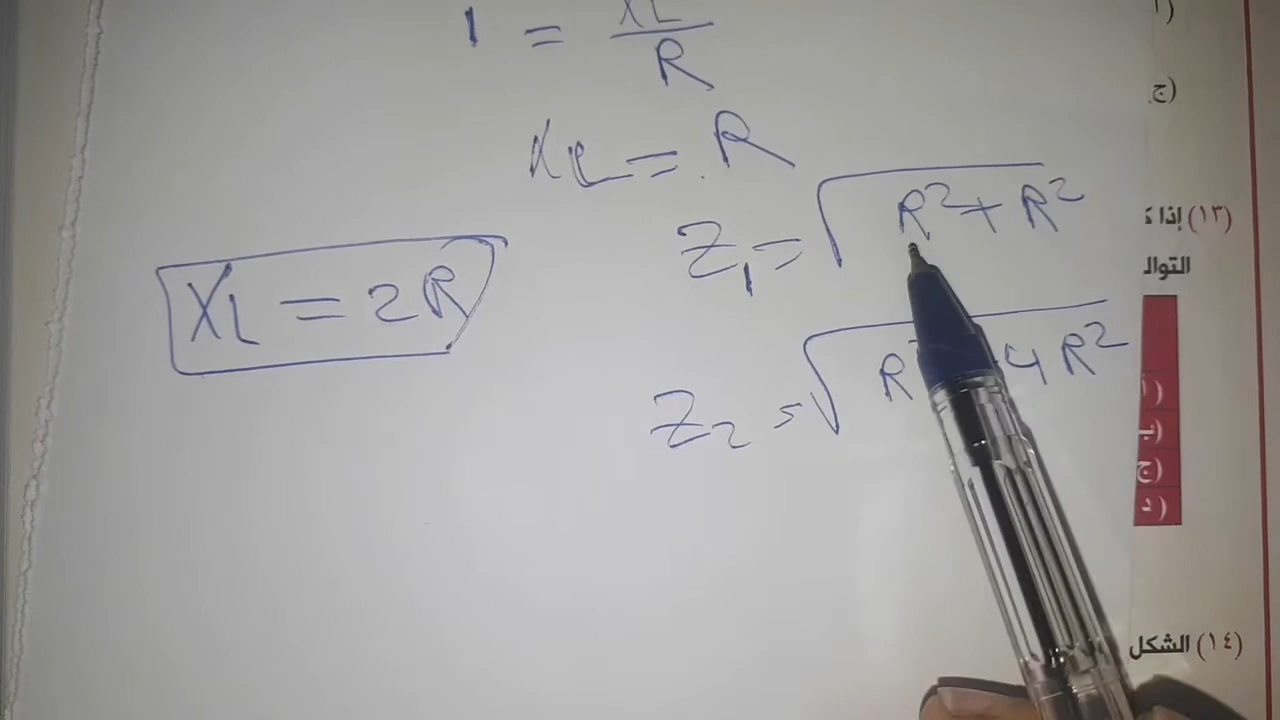 1 = XL / R
XL = R
Z1 = √R² + R²
XL = 2R
Z2 = √R² + 4R²
أ)
ج)
(١٣) إذا
التوال
أ)
ب)
ج)
د)
(١٤) الشكل